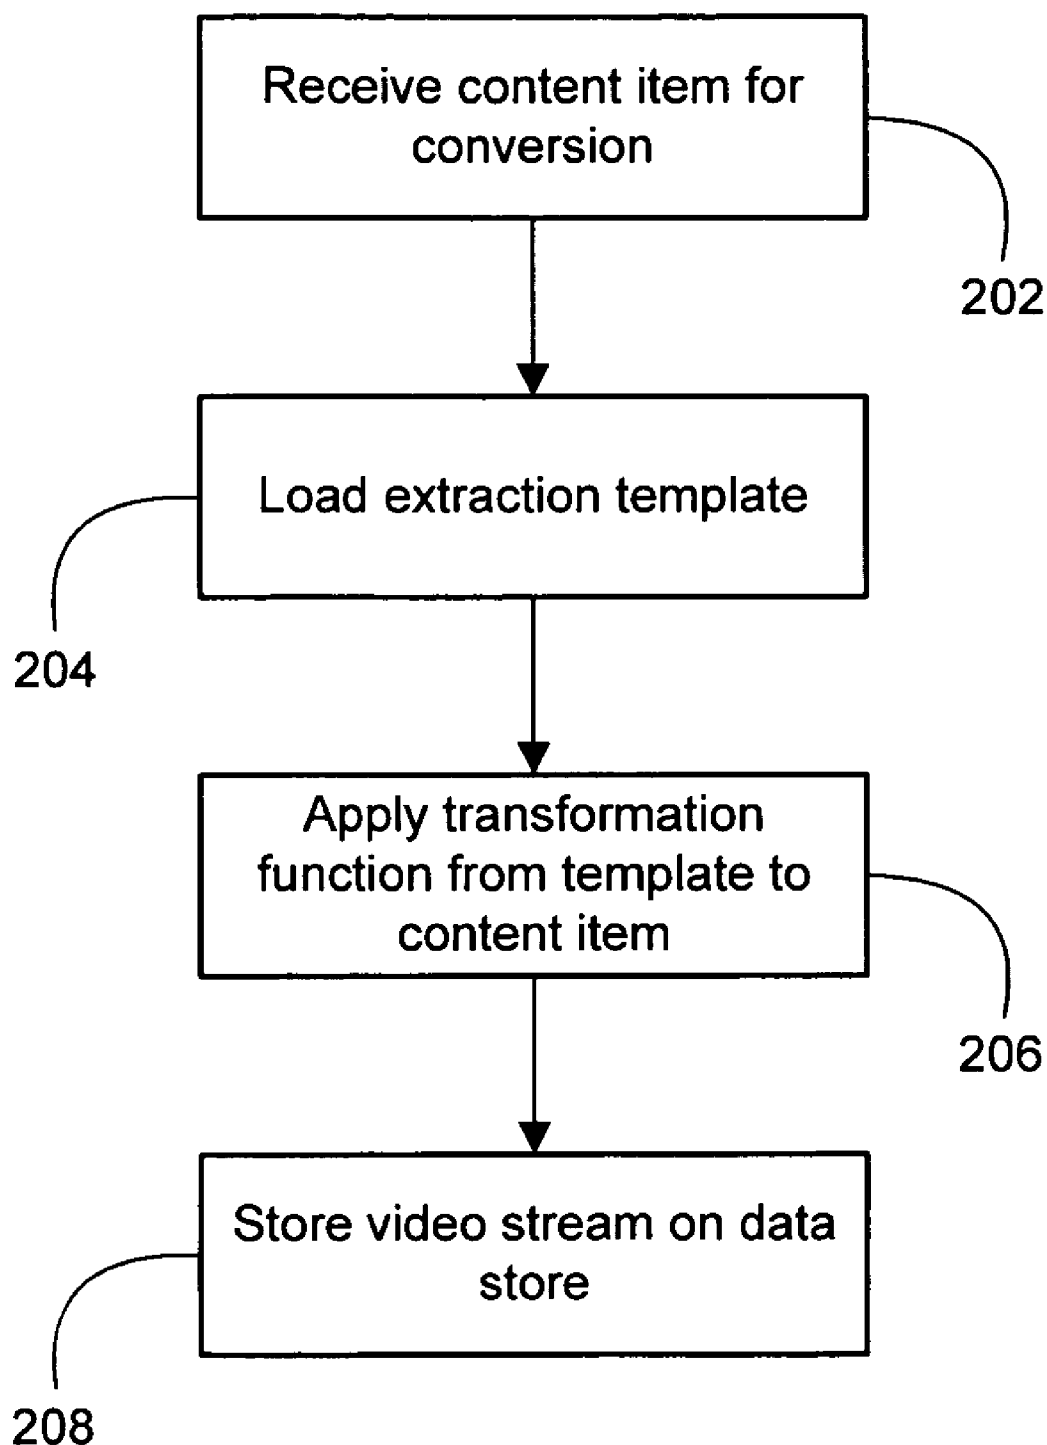 Receive content item for
conversion
202
Load extraction template
204
Apply transformation
function from template to
content item
206
Store video stream on data
store
208